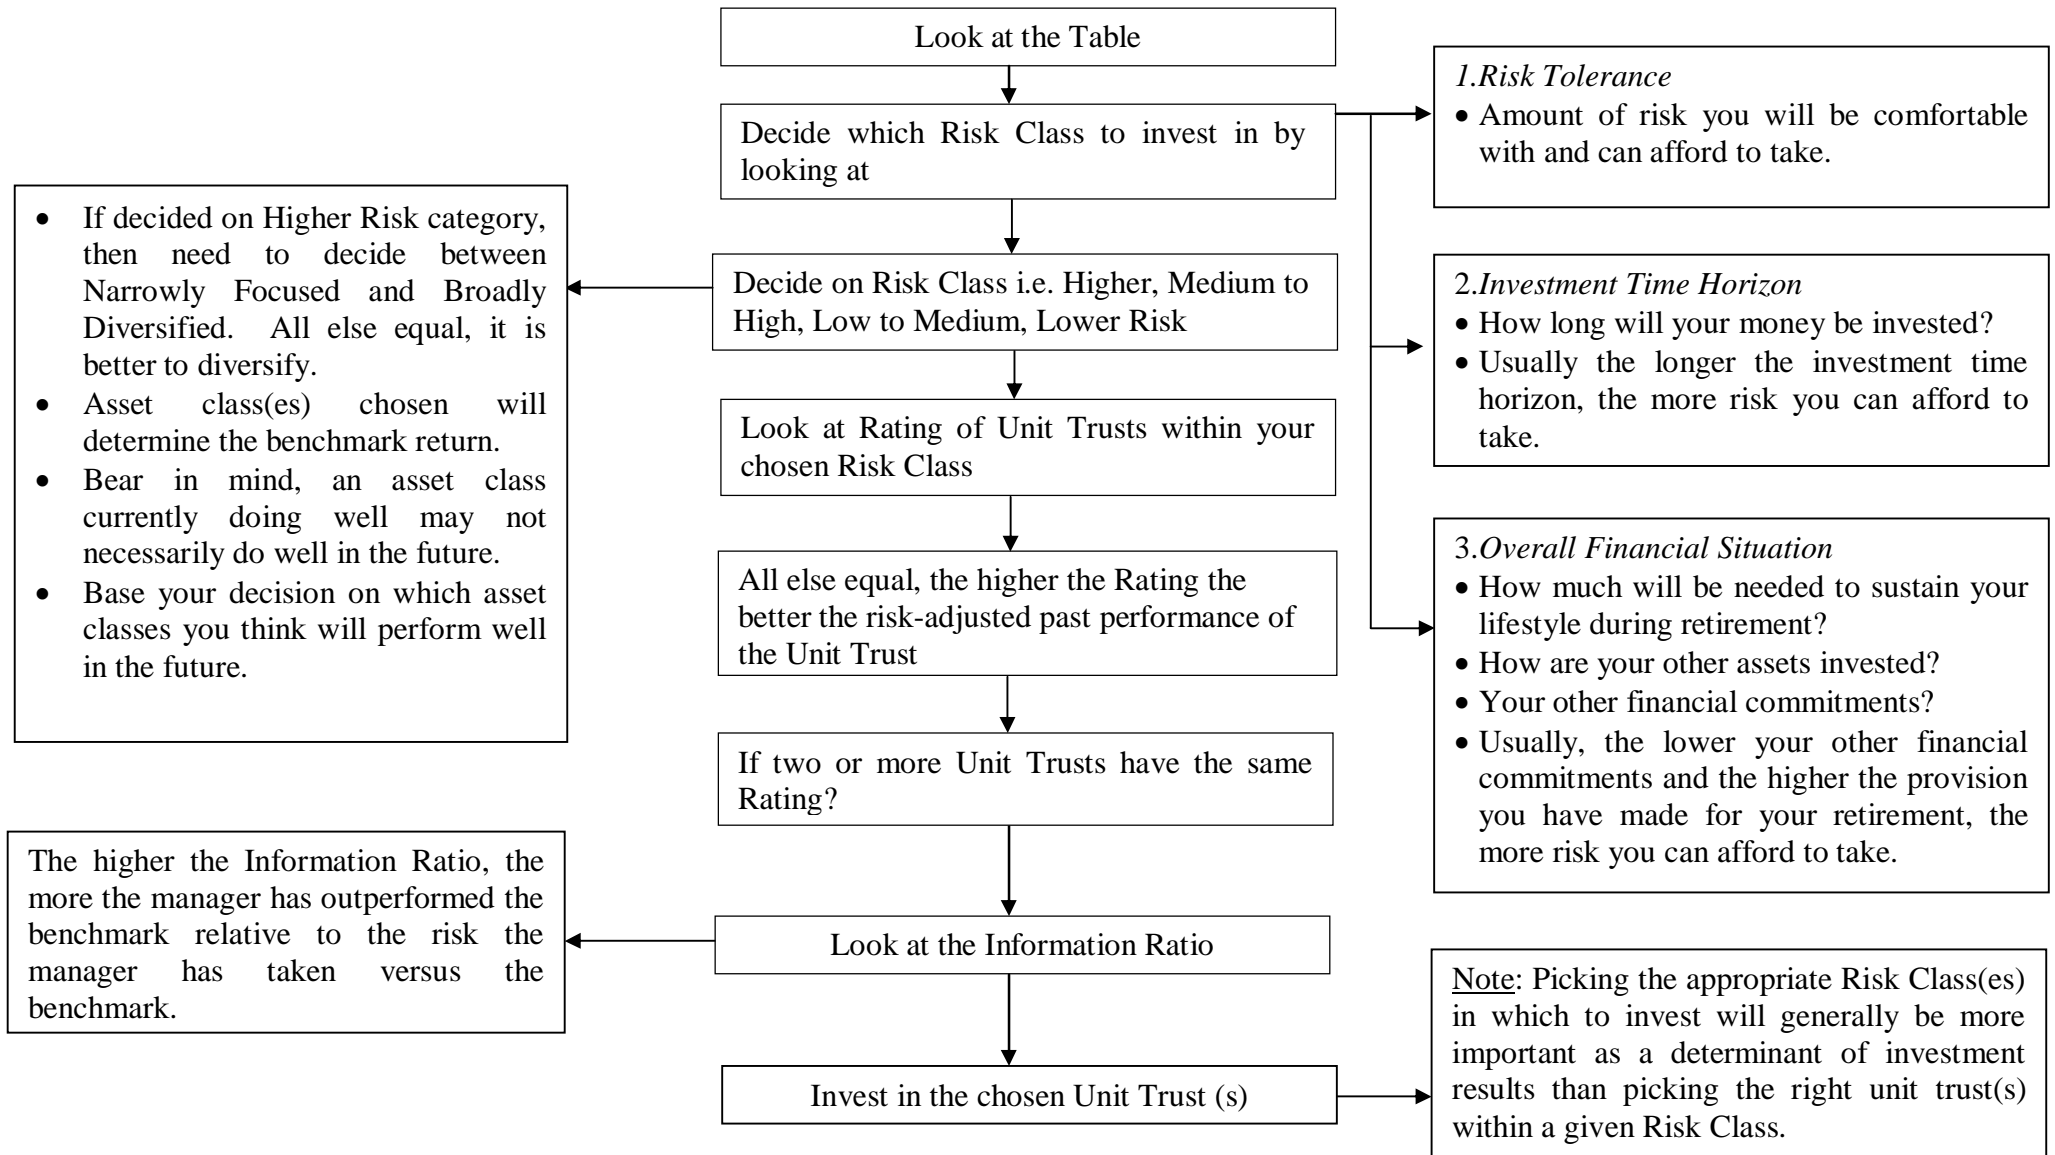 Look at the Table
Decide which Risk Class to invest in by
looking at
1.Risk Tolerance
• Amount of risk you will be comfortable
with and can afford to take.
2.Investment Time Horizon
• How long will your money be invested?
• Usually the longer the investment time
horizon, the more risk you can afford to
take.
3.Overall Financial Situation
• How much will be needed to sustain your
lifestyle during retirement?
• How are your other assets invested?
• Your other financial commitments?
• Usually, the lower your other financial
commitments and the higher the provision
you have made for your retirement, the
more risk you can afford to take.
Decide on Risk Class i.e. Higher, Medium to
High, Low to Medium, Lower Risk
• If decided on Higher Risk category,
then need to decide between
Narrowly Focused and Broadly
Diversified. All else equal, it is
better to diversify.
• Asset class(es) chosen will
determine the benchmark return.
• Bear in mind, an asset class
currently doing well may not
necessarily do well in the future.
• Base your decision on which asset
classes you think will perform well
in the future.
Look at Rating of Unit Trusts within your
chosen Risk Class
All else equal, the higher the Rating the
better the risk-adjusted past performance of
the Unit Trust
If two or more Unit Trusts have the same
Rating?
Look at the Information Ratio
The higher the Information Ratio, the
more the manager has outperformed the
benchmark relative to the risk the
manager has taken versus the
benchmark.
Invest in the chosen Unit Trust (s)
Note: Picking the appropriate Risk Class(es)
in which to invest will generally be more
important as a determinant of investment
results than picking the right unit trust(s)
within a given Risk Class.